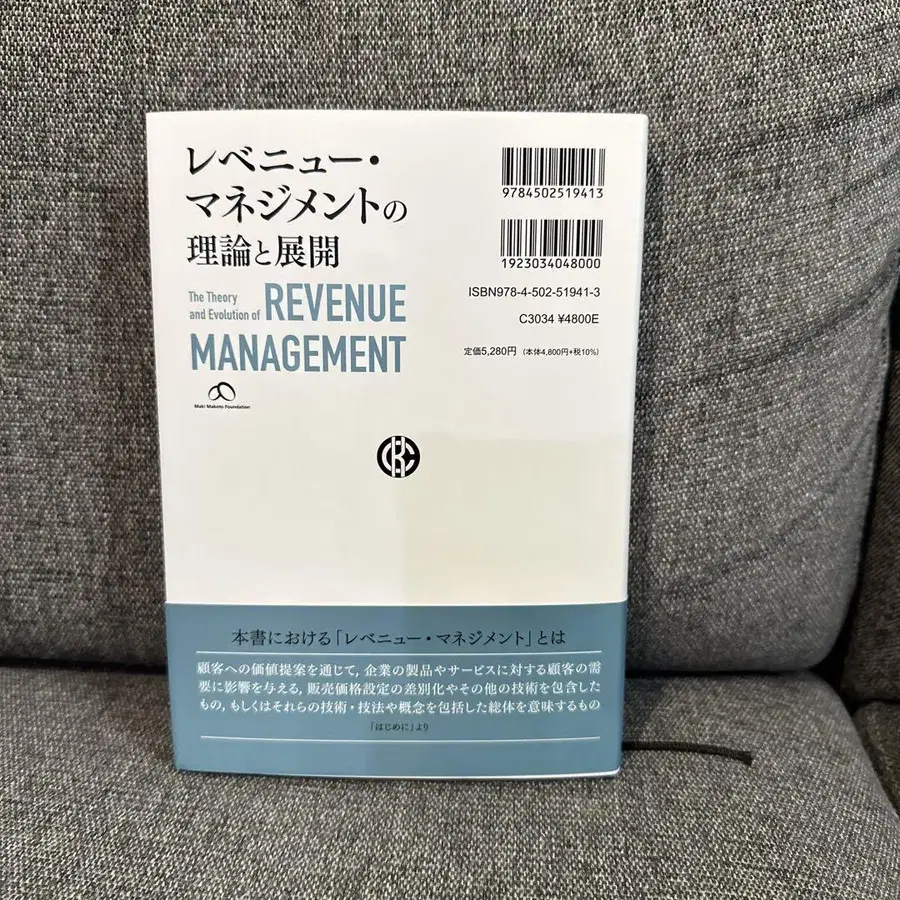 レベニュー・
マネジメントの
理論と展開
The Theory
and Evolution of REVENUE
MANAGEMENT
Maki Makoto Foundation
9784502519413
1923034048000
ISBN978-4-502-51941-3
C3034 ¥4800E
定価5,280円 (本体4,800円+税10%)
本書における「レベニュー・マネジメント」とは
顧客への価値提案を通じて,企業の製品やサービスに対する顧客の需
要に影響を与える,販売価格設定の差別化やその他の技術を包含した
もの,もしくはそれらの技術・技法や概念を包括した総体を意味するもの
「はじめに」より